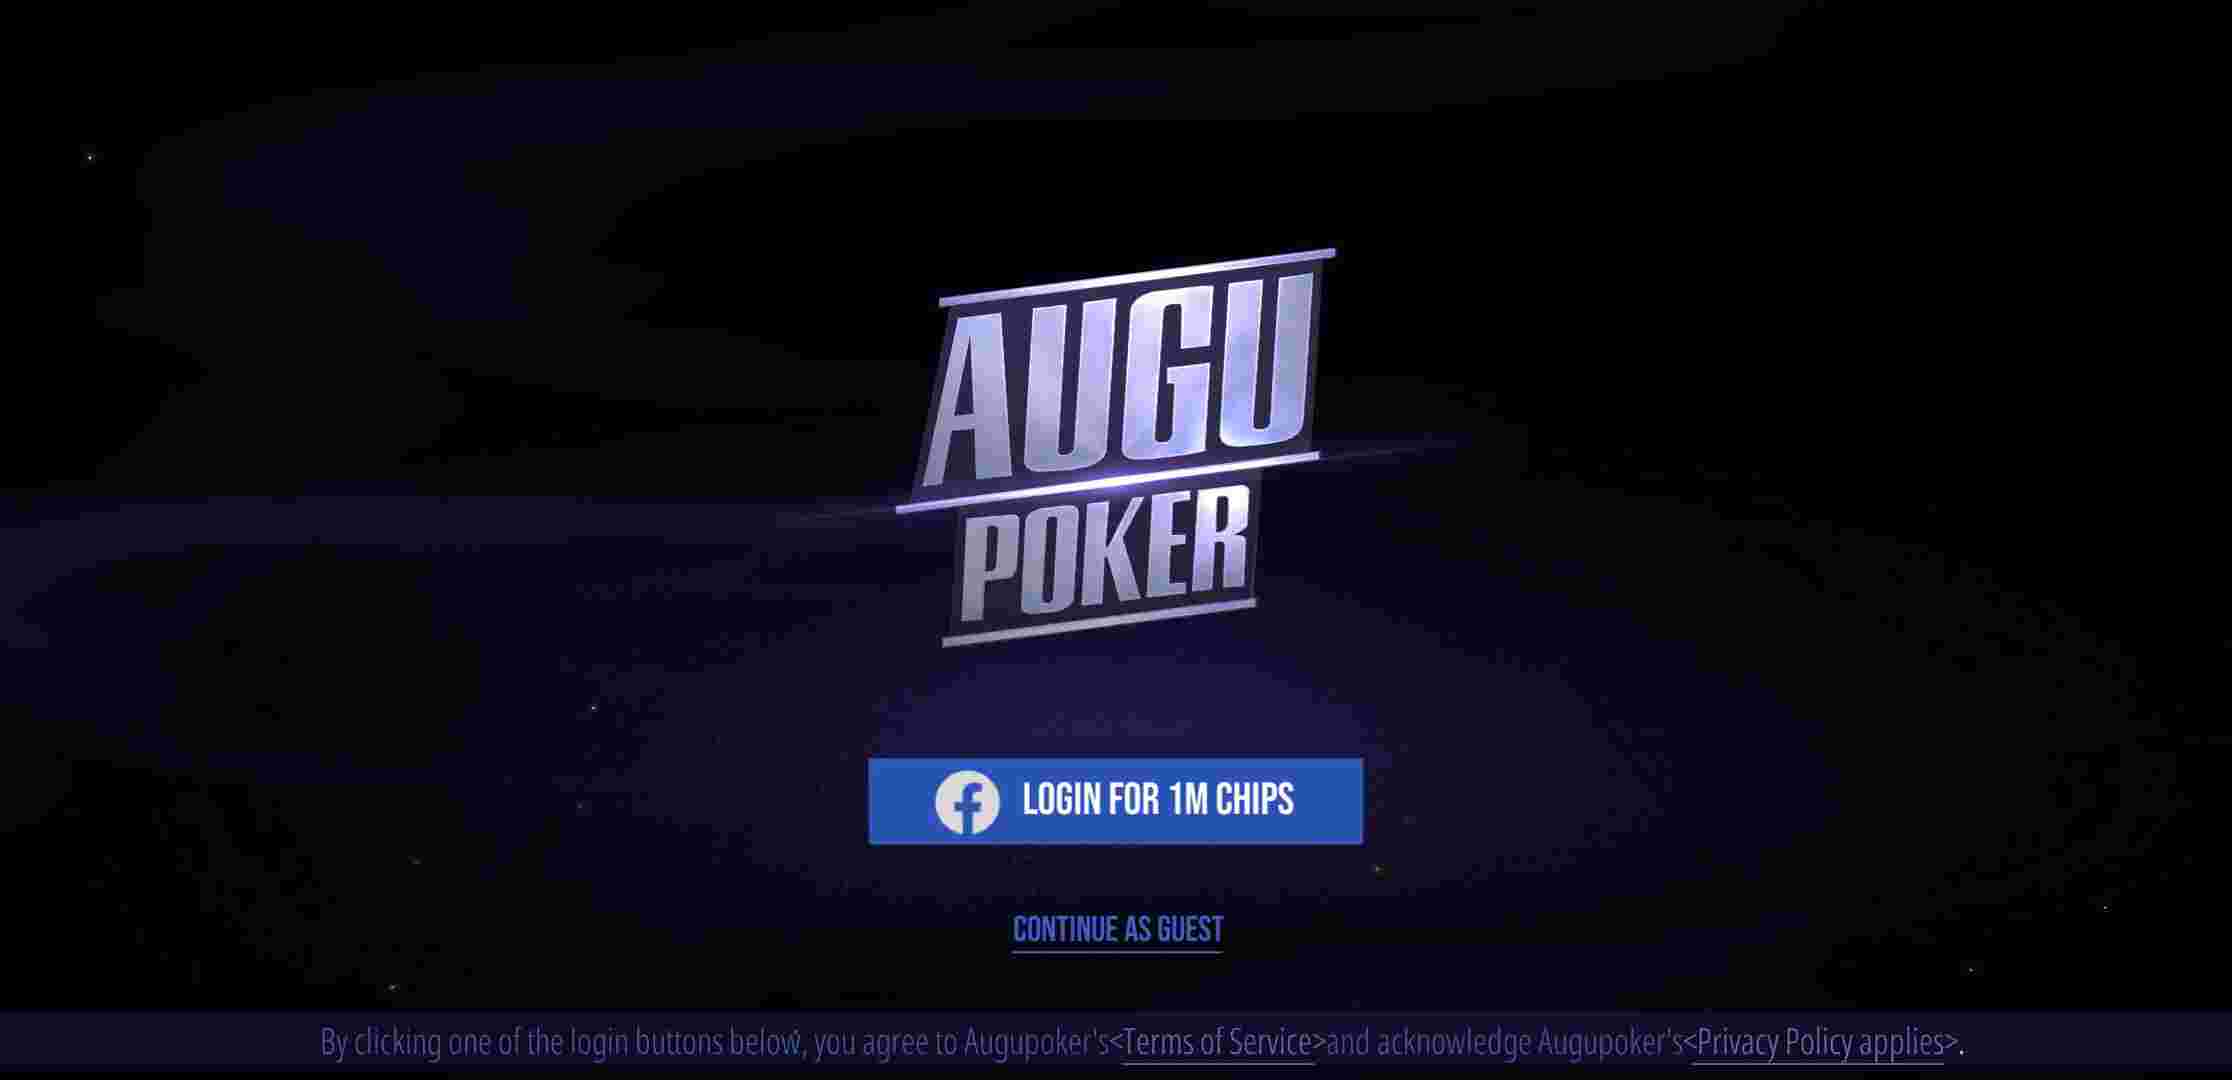 AUGU
POKER
LOGIN FOR 1M CHIPS
CONTINUE AS GUEST
By clicking one of the login buttons below, you agree to Augupoker's<Terms of Service>and acknowledge Augupoker's<Privacy Policy applies>.